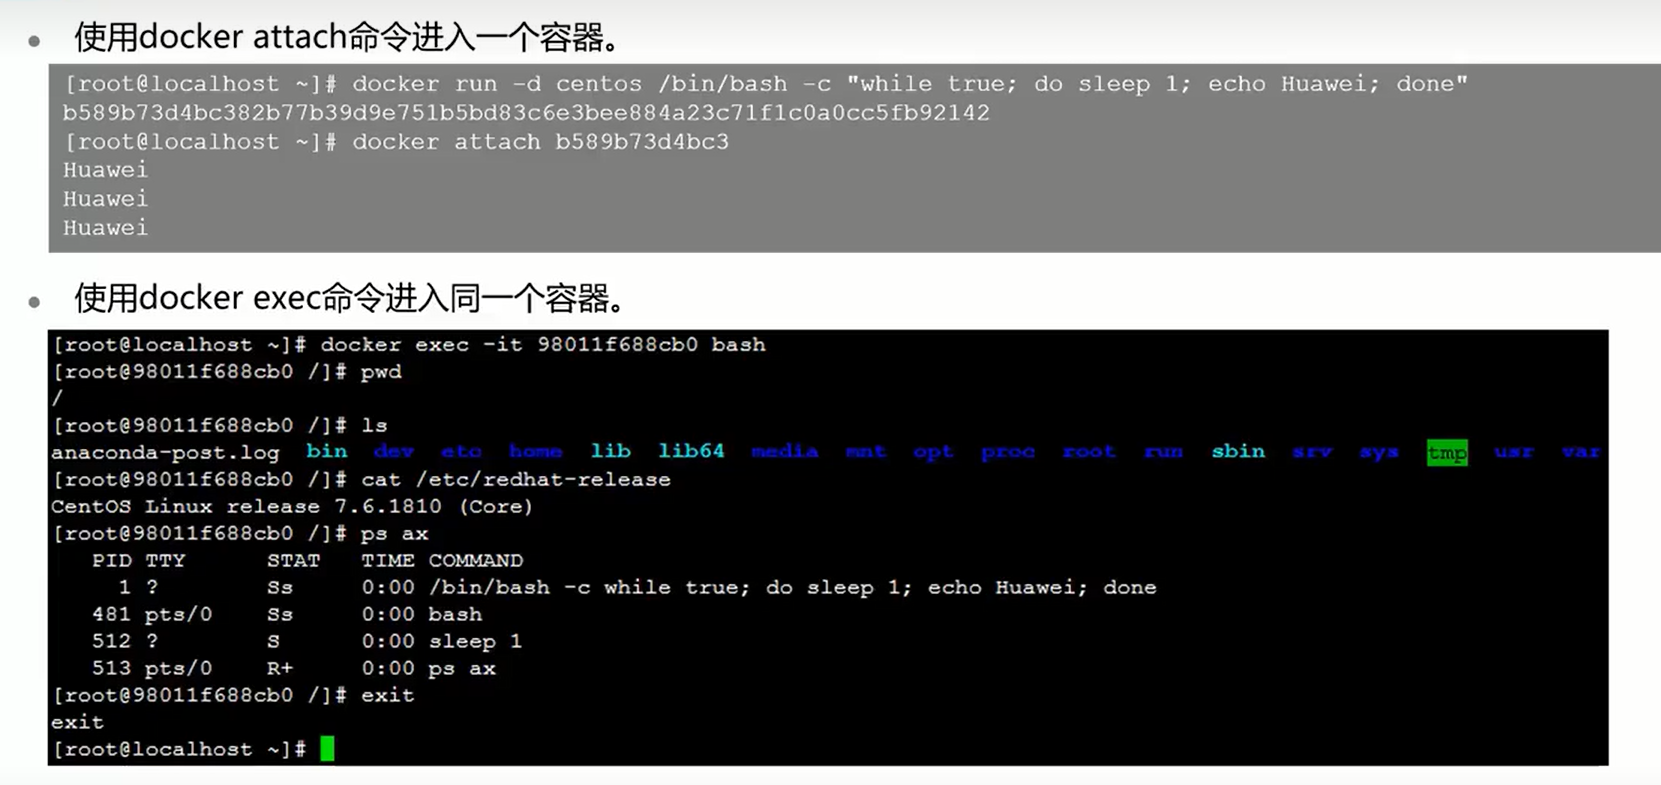 使用docker attach命令进入一个容器。
[root@localhost ~]# docker run -d centos /bin/bash -c "while true; do sleep 1; echo Huawei; done"
b589b73d4bc382b77b39d9e751b5bd83c6e3bee884a23c71f1c0a0cc5fb92142
[root@localhost ~]# docker attach b589b73d4bc3
Huawei
Huawei
Huawei
使用docker exec命令进入同一个容器。
[root@localhost ~]# docker exec -it 98011f688cb0 bash
[root@98011f688cb0 /]# pwd
/
[root@98011f688cb0 /]# ls
anaconda-post.log bin dev etc home lib lib64 media mnt opt proc root run sbin srv sys tmp usr var
[root@98011f688cb0 /]# cat /etc/redhat-release
CentOS Linux release 7.6.1810 (Core)
[root@98011f688cb0 /]# ps ax
PID TTY STAT TIME COMMAND
1 ? Ss 0:00 /bin/bash -c while true; do sleep 1; echo Huawei; done
481 pts/0 Ss 0:00 bash
512 ? S 0:00 sleep 1
513 pts/0 R+ 0:00 ps ax
[root@98011f688cb0 /]# exit
exit
[root@localhost ~]#